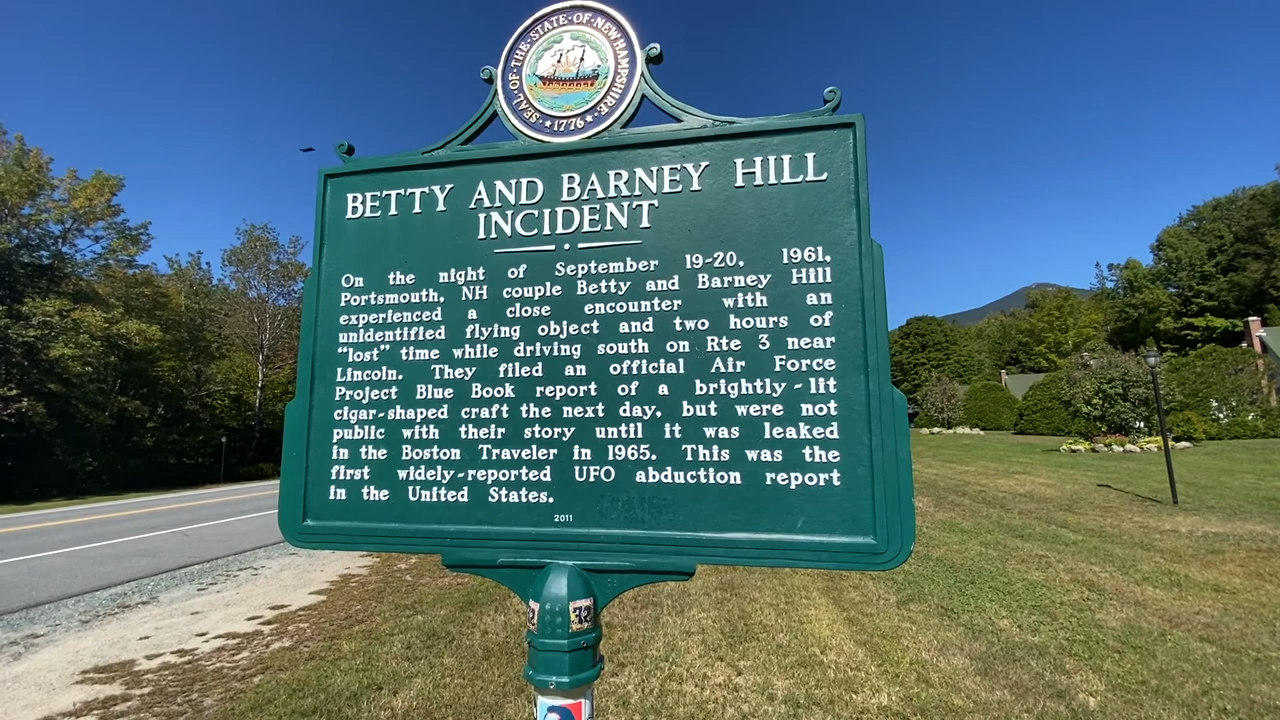 SEAL·OF·THE·STATE·OF·NEW HAMPSHIRE·
★1776★
BETTY AND BARNEY HILL
INCIDENT
On the night of September 19-20, 1961,
Portsmouth, NH couple Betty and Barney Hill
experienced a close encounter with an
unidentified flying object and two hours of
"lost" time while driving south on Rte 3 near
Lincoln. They filed an official Air Force
Project Blue Book report of a brightly-lit
cigar-shaped craft the next day, but were not
public with their story until it was leaked
in the Boston Traveler in 1965. This was the
first widely-reported UFO abduction report
in the United States.
2011